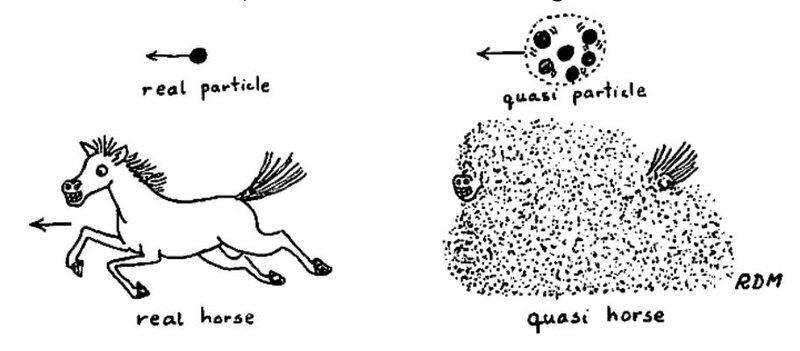 real particle
quasi particle
real horse
quasi horse
RDM